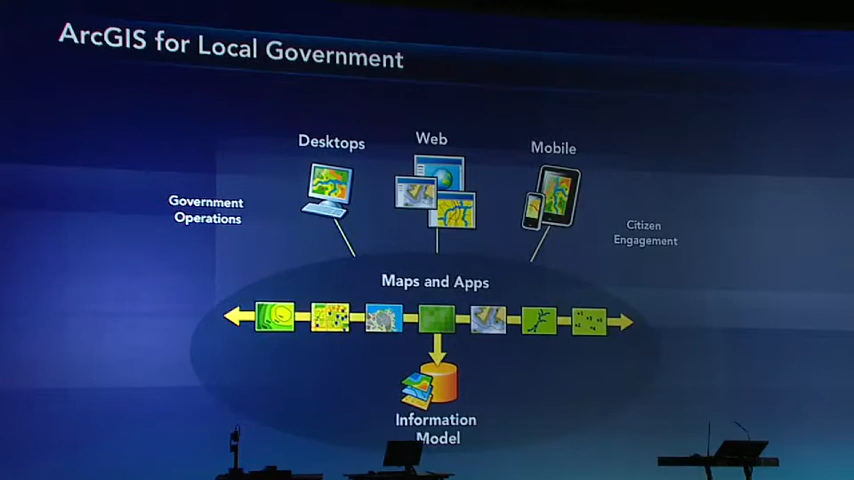 ArcGIS for Local Government
Desktops
Web
Mobile
Government
Operations
Citizen
Engagement
Maps and Apps
Information
Model